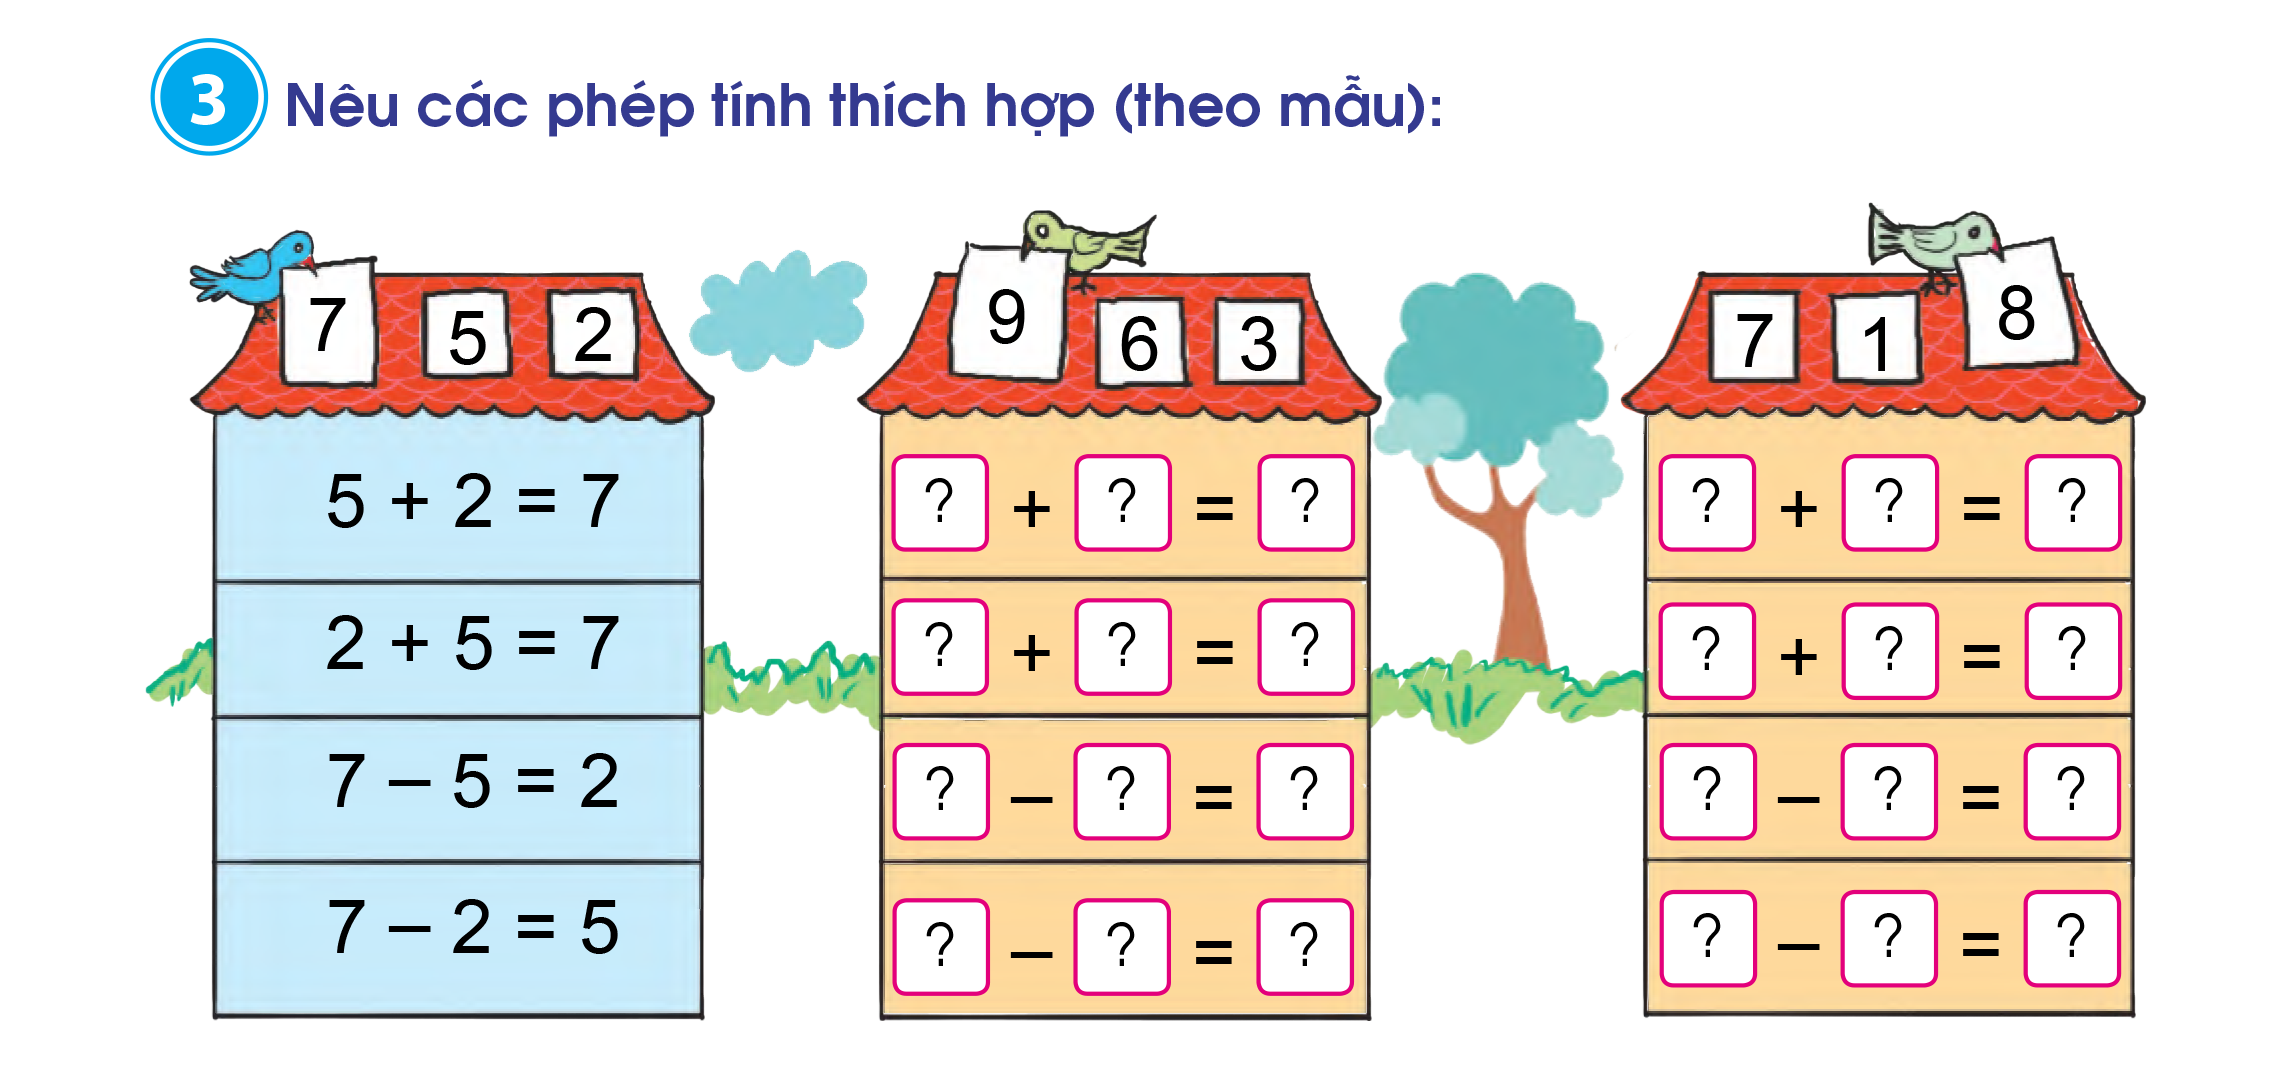 3 Nêu các phép tính thích hợp (theo mẫu):
7 5 2
5 + 2 = 7
2 + 5 = 7
7 – 5 = 2
7 – 2 = 5
9 6 3
? + ? = ?
? + ? = ?
? – ? = ?
? – ? = ?
7 1 8
? + ? = ?
? + ? = ?
? – ? = ?
? – ? = ?